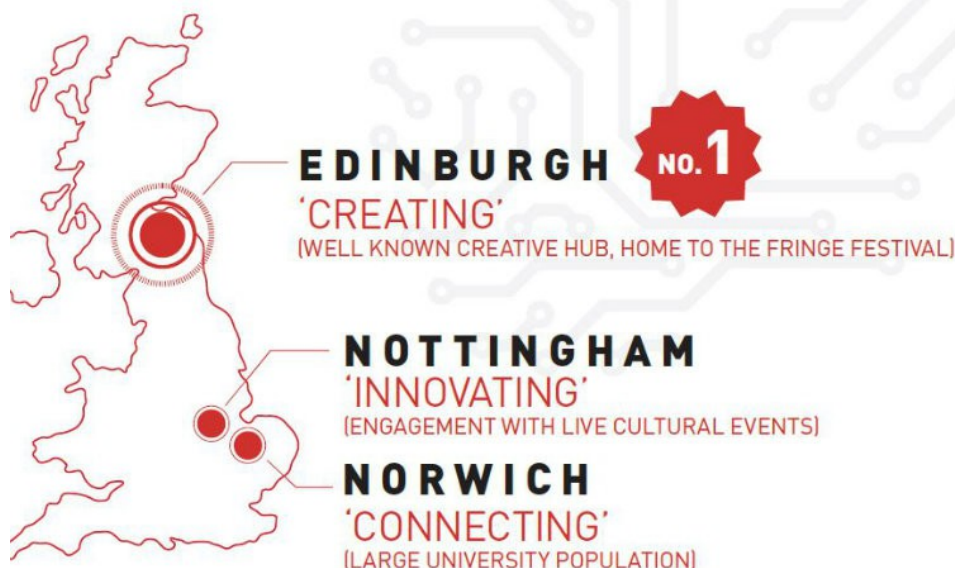 EDINBURGH
NO. 1
'CREATING'
(WELL KNOWN CREATIVE HUB, HOME TO THE FRINGE FESTIVAL)
NOTTINGHAM
'INNOVATING'
(ENGAGEMENT WITH LIVE CULTURAL EVENTS)
NORWICH
'CONNECTING'
(LARGE UNIVERSITY POPULATION)